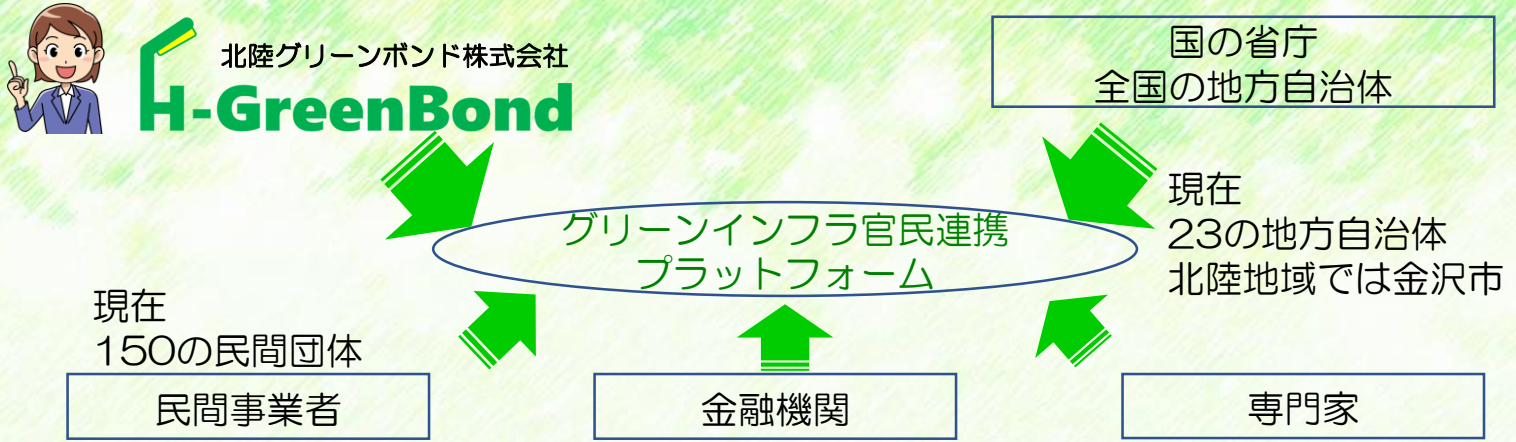 北陸グリーンボンド株式会社
H-GreenBond
国の省庁
全国の地方自治体
グリーンインフラ官民連携
プラットフォーム
現在
23の地方自治体
北陸地域では金沢市
現在
150の民間団体
民間事業者
金融機関
専門家